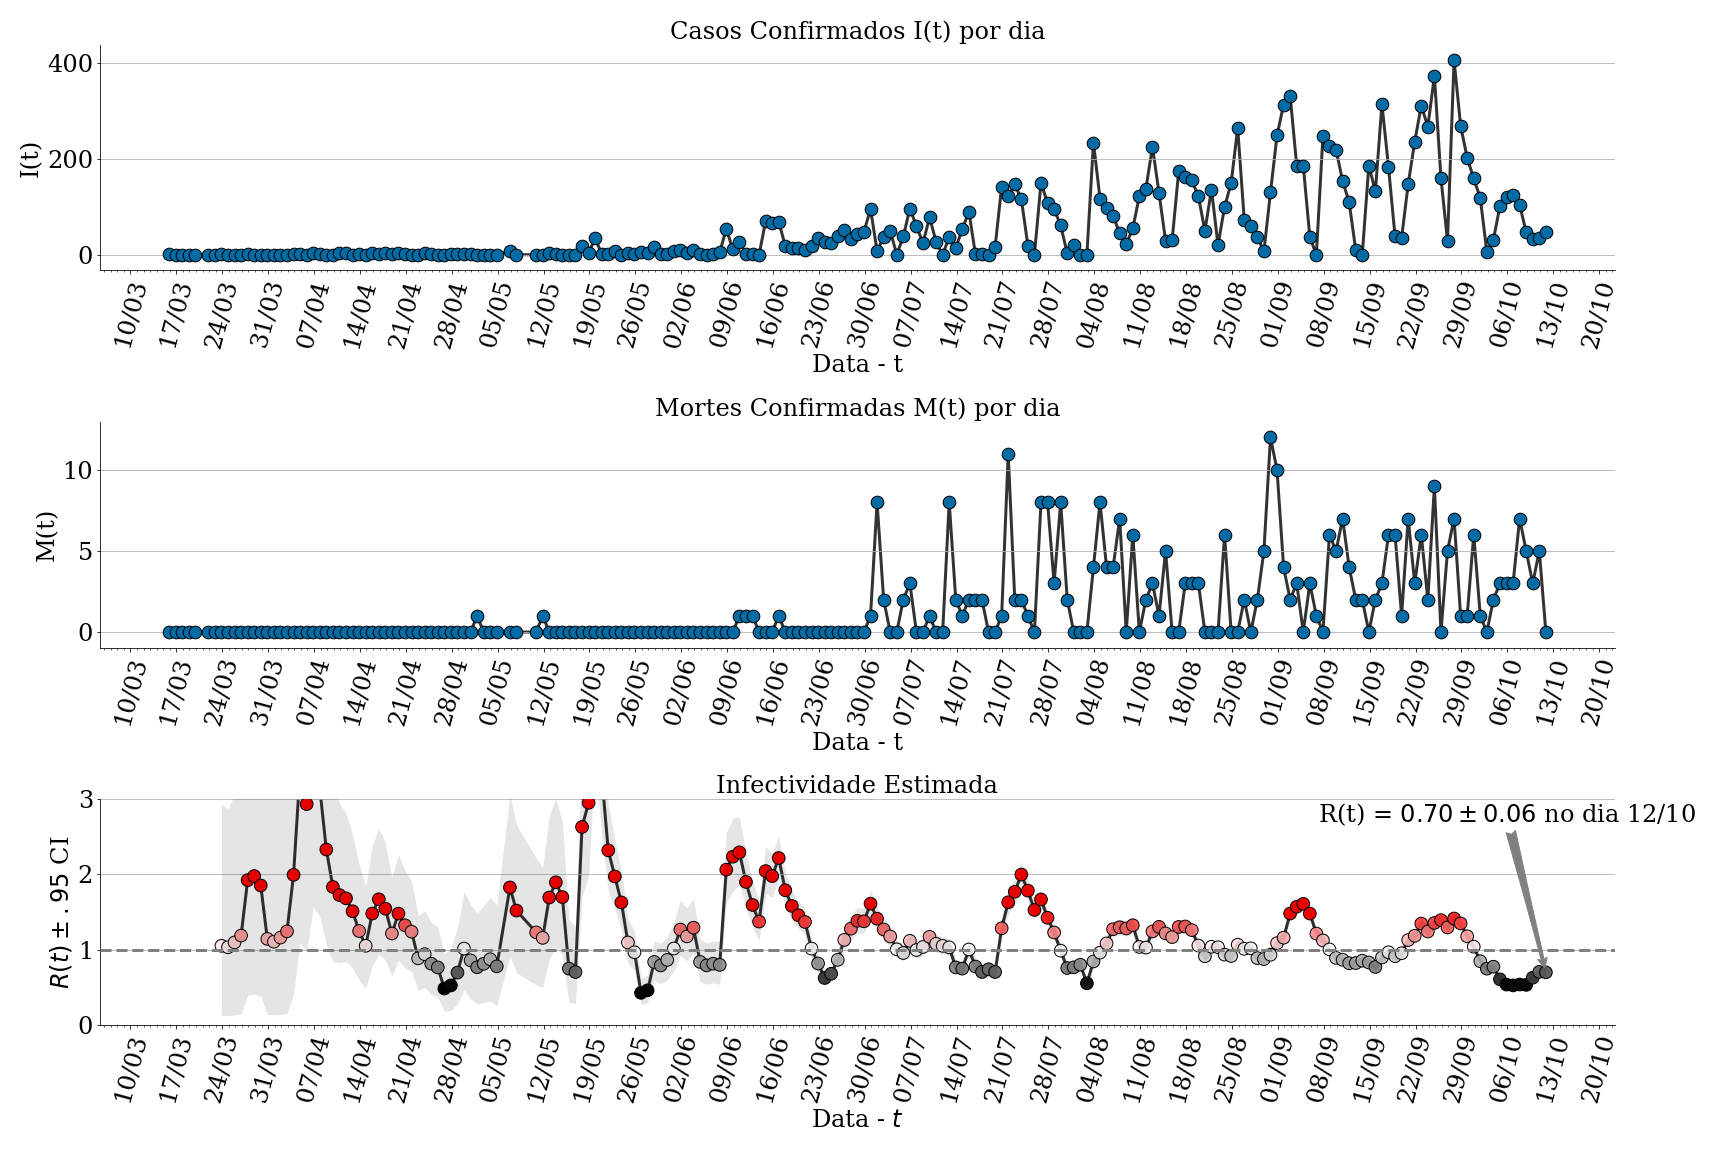 Casos Confirmados I(t) por dia
400
200
0
I(t)
10/03 17/03 24/03 31/03 07/04 14/04 21/04 28/04 05/05 12/05 19/05 26/05 02/06 09/06 16/06 23/06 30/06 07/07 14/07 21/07 28/07 04/08 11/08 18/08 25/08 01/09 08/09 15/09 22/09 29/09 06/10 13/10 20/10
Data - t
Mortes Confirmadas M(t) por dia
10
5
0
M(t)
10/03 17/03 24/03 31/03 07/04 14/04 21/04 28/04 05/05 12/05 19/05 26/05 02/06 09/06 16/06 23/06 30/06 07/07 14/07 21/07 28/07 04/08 11/08 18/08 25/08 01/09 08/09 15/09 22/09 29/09 06/10 13/10 20/10
Data - t
Infectividade Estimada
3
R(t) = 0.70 ± 0.06 no dia 12/10
2
1
0
R(t) ± .95 CI
10/03 17/03 24/03 31/03 07/04 14/04 21/04 28/04 05/05 12/05 19/05 26/05 02/06 09/06 16/06 23/06 30/06 07/07 14/07 21/07 28/07 04/08 11/08 18/08 25/08 01/09 08/09 15/09 22/09 29/09 06/10 13/10 20/10
Data - t